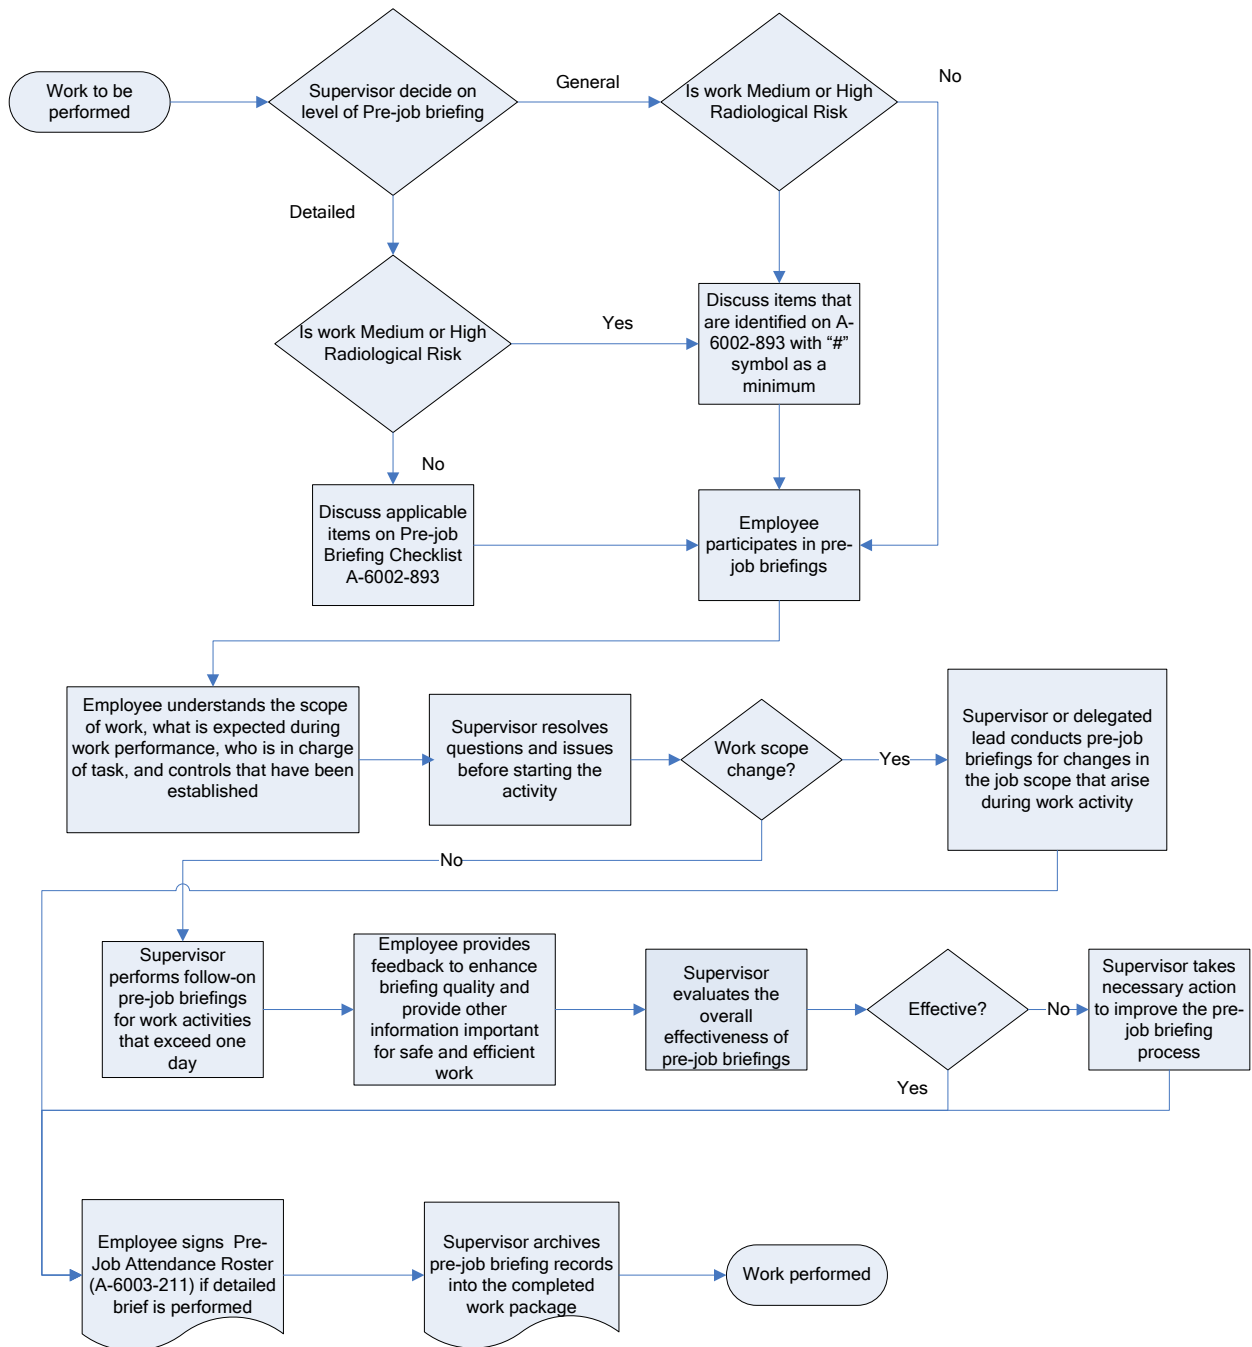 Work to be
performed
Supervisor decide on
level of Pre-job briefing
General
Is work Medium or High
Radiological Risk
No
Detailed
Is work Medium or High
Radiological Risk
Yes
Discuss items that
are identified on A-
6002-893 with “#”
symbol as a
minimum
No
Discuss applicable
items on Pre-job
Briefing Checklist
A-6002-893
Employee
participates in pre-
job briefings
Employee understands the scope
of work, what is expected during
work performance, who is in charge
of task, and controls that have been
established
Supervisor resolves
questions and issues
before starting the
activity
Work scope
change?
Yes
Supervisor or delegated
lead conducts pre-job
briefings for changes in
the job scope that arise
during work activity
No
Supervisor
performs follow-on
pre-job briefings
for work activities
that exceed one
day
Employee provides
feedback to enhance
briefing quality and
provide other
information important
for safe and efficient
work
Supervisor
evaluates the
overall
effectiveness of
pre-job briefings
Effective?
No
Supervisor takes
necessary action
to improve the pre-
job briefing
process
Yes
Employee signs Pre-
Job Attendance Roster
(A-6003-211) if detailed
brief is performed
Supervisor archives
pre-job briefing records
into the completed
work package
Work performed